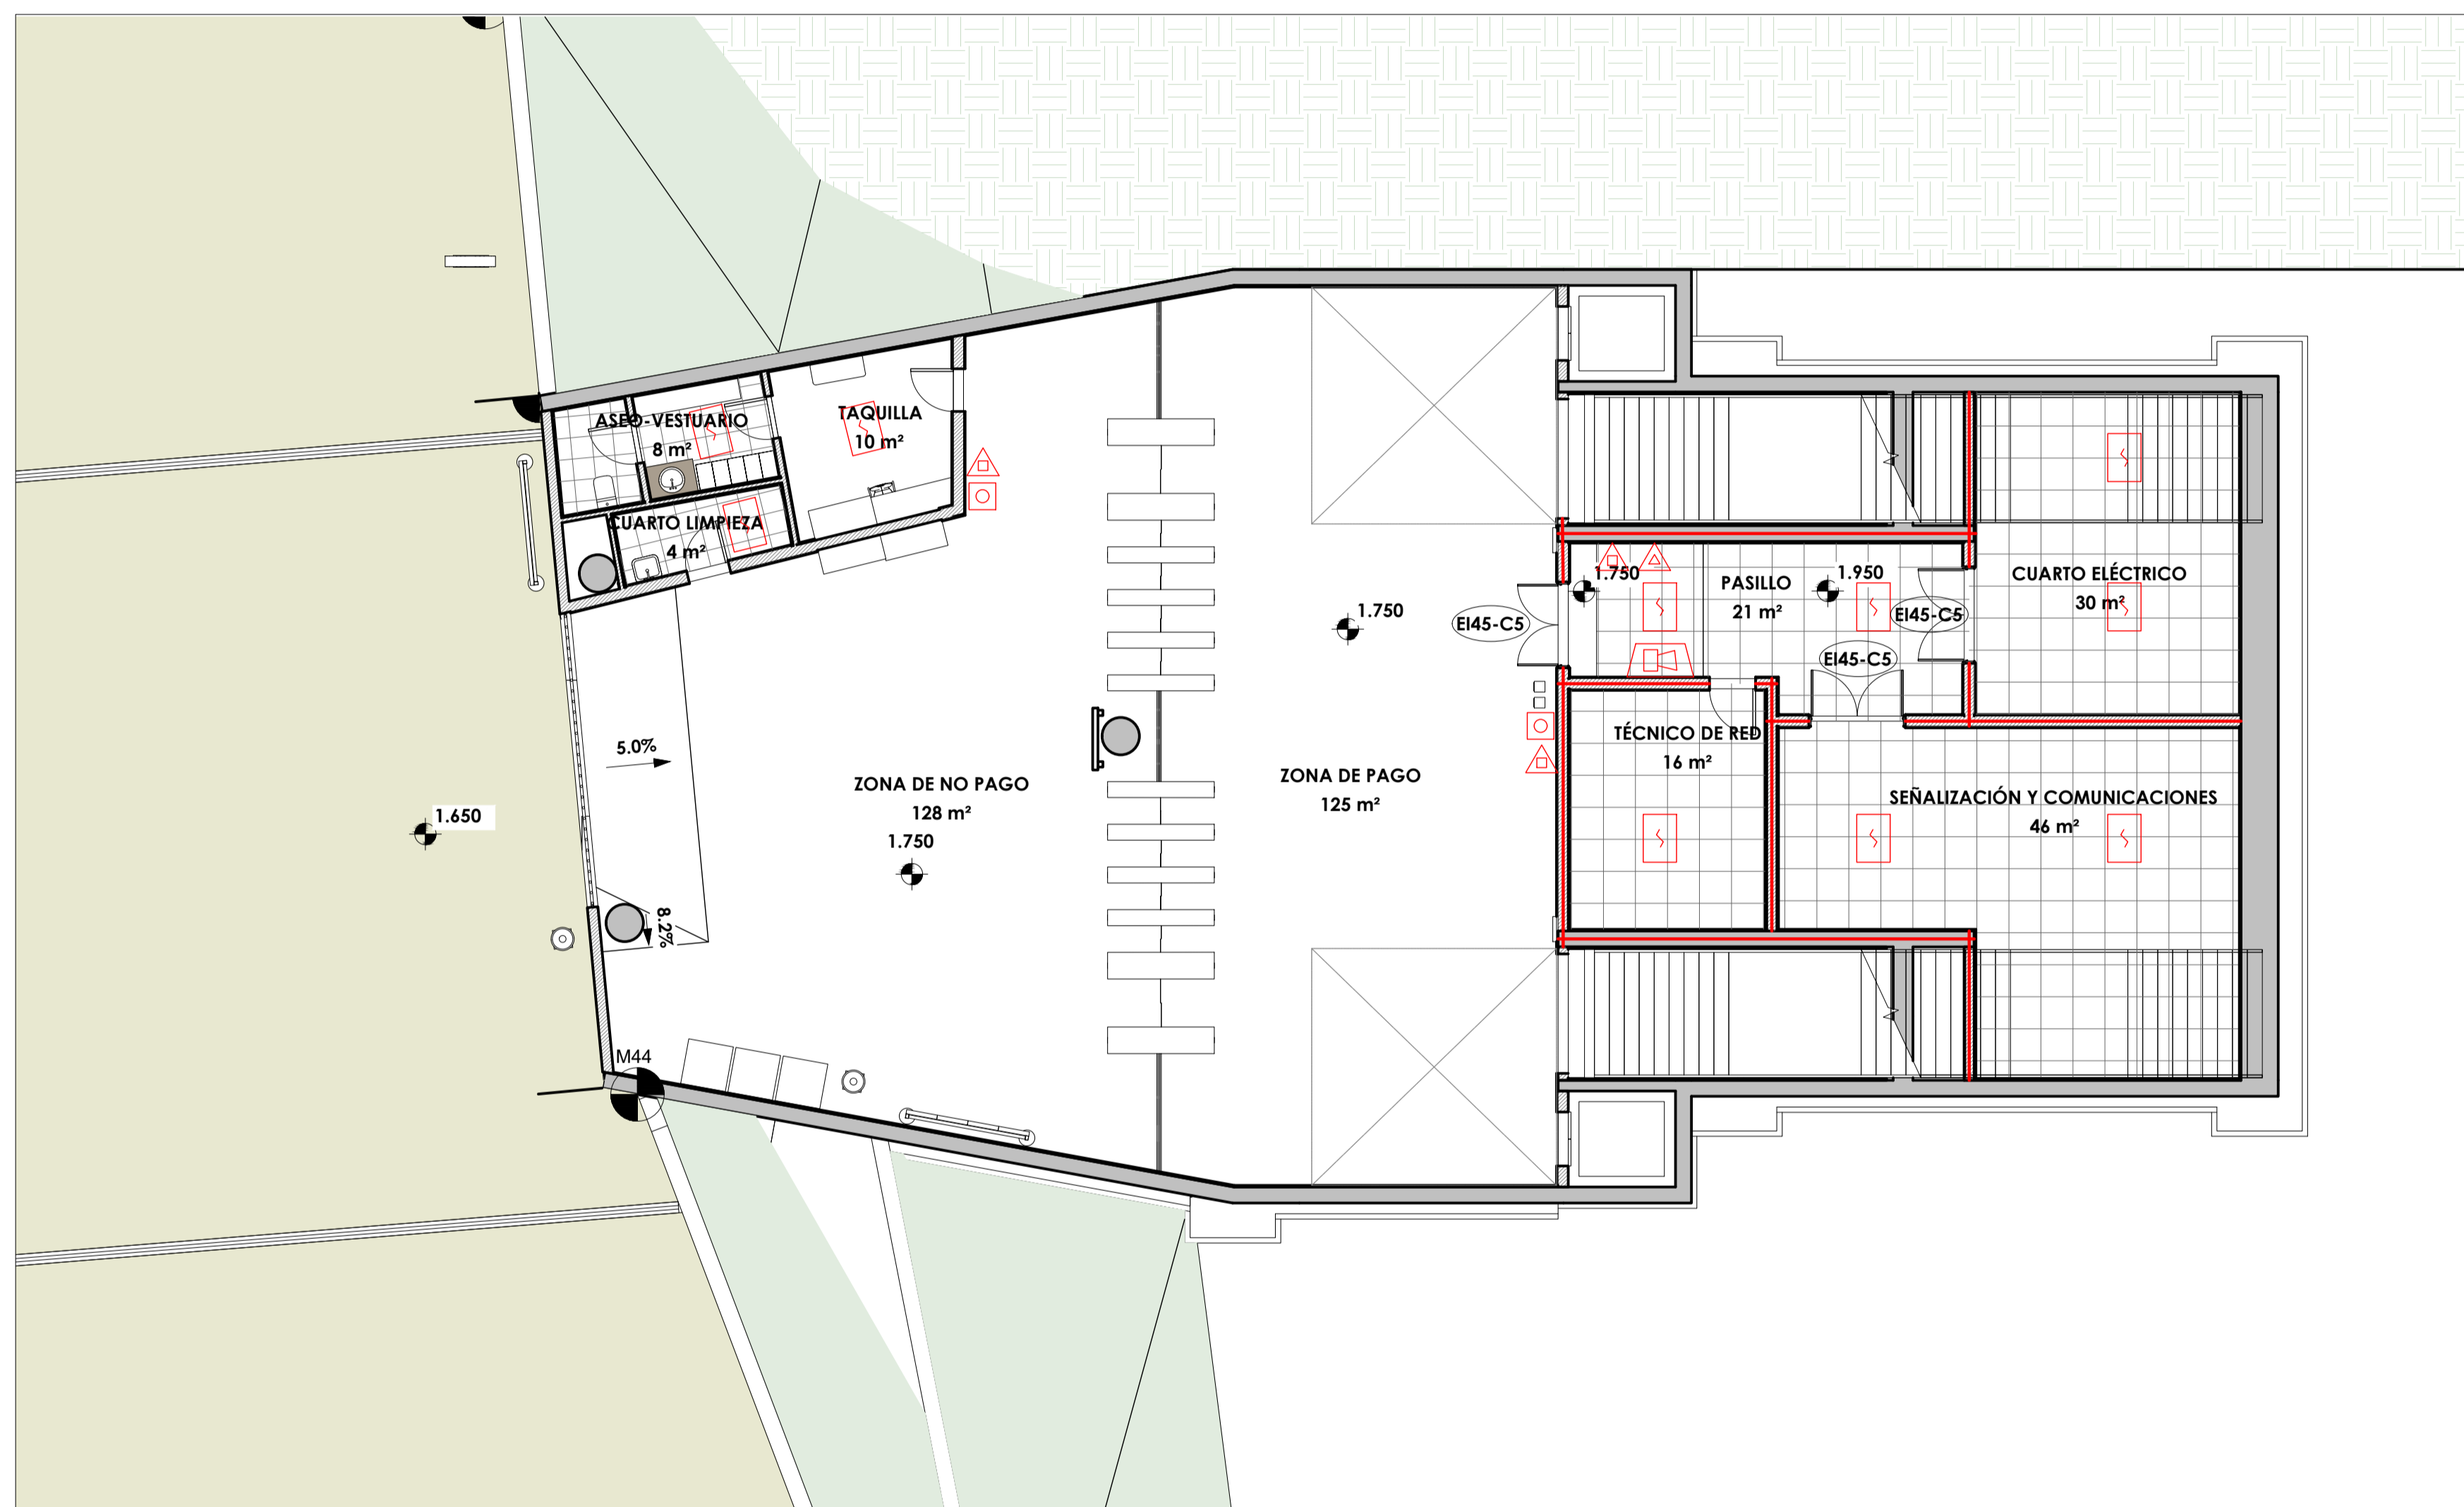 ASEO-VESTUARIO
8 m²
TAQUILLA
10 m²
CUARTO LIMPIEZA
4 m²
1.750
PASILLO
21 m²
1.950
CUARTO ELÉCTRICO
30 m²
1.750
EI45-C5
EI45-C5
EI45-C5
TÉCNICO DE RED
16 m²
5.0%
ZONA DE NO PAGO
128 m²
1.750
ZONA DE PAGO
125 m²
SEÑALIZACIÓN Y COMUNICACIONES
46 m²
1.650
8.2%
M44